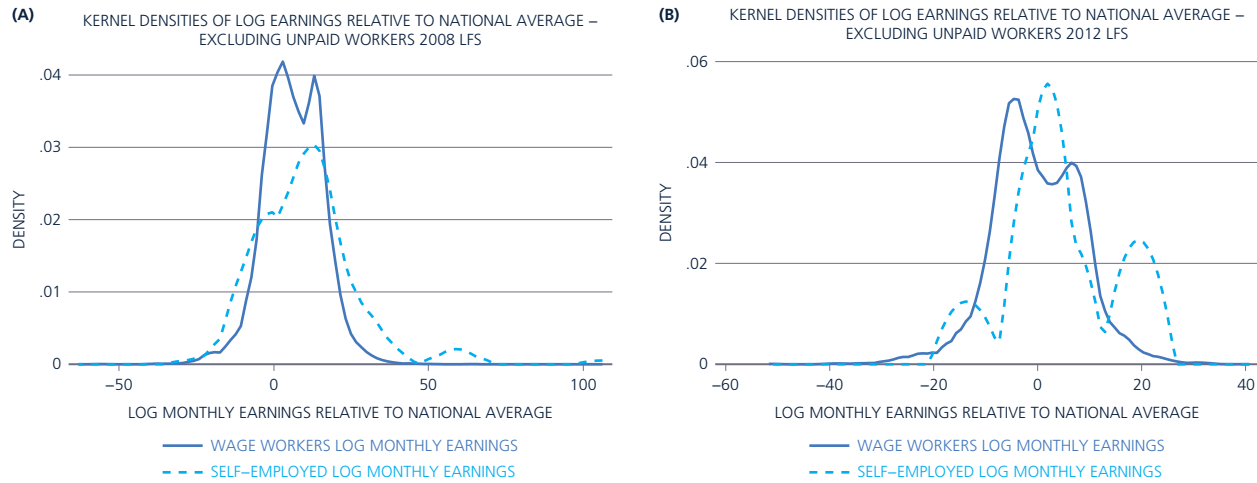 (A)
KERNEL DENSITIES OF LOG EARNINGS RELATIVE TO NATIONAL AVERAGE –
EXCLUDING UNPAID WORKERS 2008 LFS
.04
.03
.02
.01
0
DENSITY
–50
0
50
100
LOG MONTHLY EARNINGS RELATIVE TO NATIONAL AVERAGE
WAGE WORKERS LOG MONTHLY EARNINGS
SELF–EMPLOYED LOG MONTHLY EARNINGS
(B)
KERNEL DENSITIES OF LOG EARNINGS RELATIVE TO NATIONAL AVERAGE –
EXCLUDING UNPAID WORKERS 2012 LFS
.06
.04
.02
0
DENSITY
–60
–40
–20
0
20
40
LOG MONTHLY EARNINGS RELATIVE TO NATIONAL AVERAGE
WAGE WORKERS LOG MONTHLY EARNINGS
SELF–EMPLOYED LOG MONTHLY EARNINGS